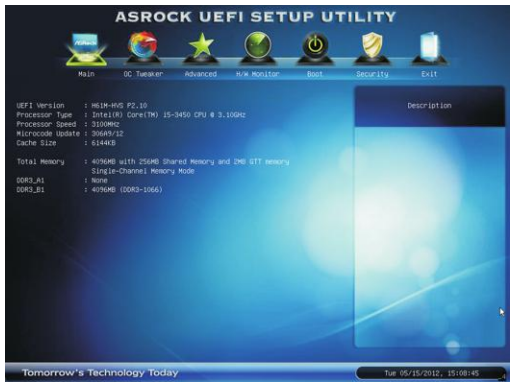 ASROCK UEFI SETUP UTILITY
ASRock
Main OC Tweaker Advanced H/W Monitor Boot Security Exit
UEFI Version : H61M-HVS P2.10
Processor Type : Intel(R) Core(TM) i5-3450 CPU @ 3.10GHz
Processor Speed : 3100MHz
Microcode Update : 306A9/12
Cache Size : 6144KB
Total Memory : 4096MB with 256MB Shared Memory and 2MB GTT memory
Single-Channel Memory Mode
DDR3_A1 : None
DDR3_B1 : 4096MB (DDR3-1066)
Description
Tomorrow's Technology Today
Tue 05/15/2012, 15:08:45